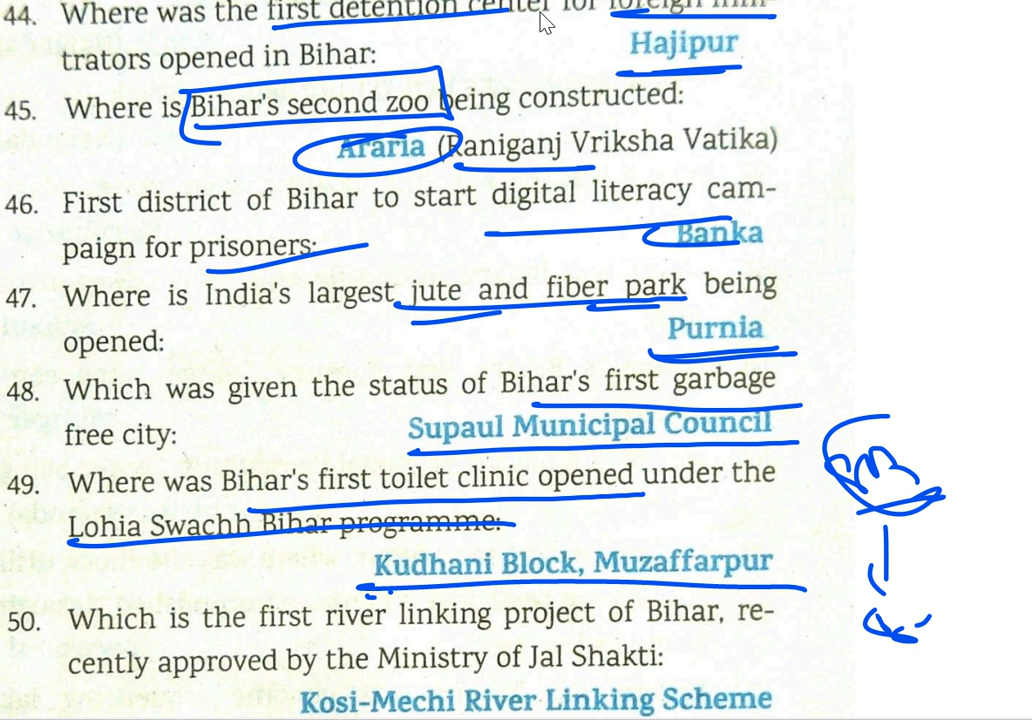 44. Where was the first detention center for foreign infil-
trators opened in Bihar:
Hajipur
45. Where is Bihar's second zoo being constructed:
Araria (Raniganj Vriksha Vatika)
46. First district of Bihar to start digital literacy cam-
paign for prisoners:
Banka
47. Where is India's largest jute and fiber park being
opened:
Purnia
48. Which was given the status of Bihar's first garbage
free city:
Supaul Municipal Council
49. Where was Bihar's first toilet clinic opened under the
Lohia Swachh Bihar programme:
Kudhani Block, Muzaffarpur
50. Which is the first river linking project of Bihar, re-
cently approved by the Ministry of Jal Shakti:
Kosi-Mechi River Linking Scheme